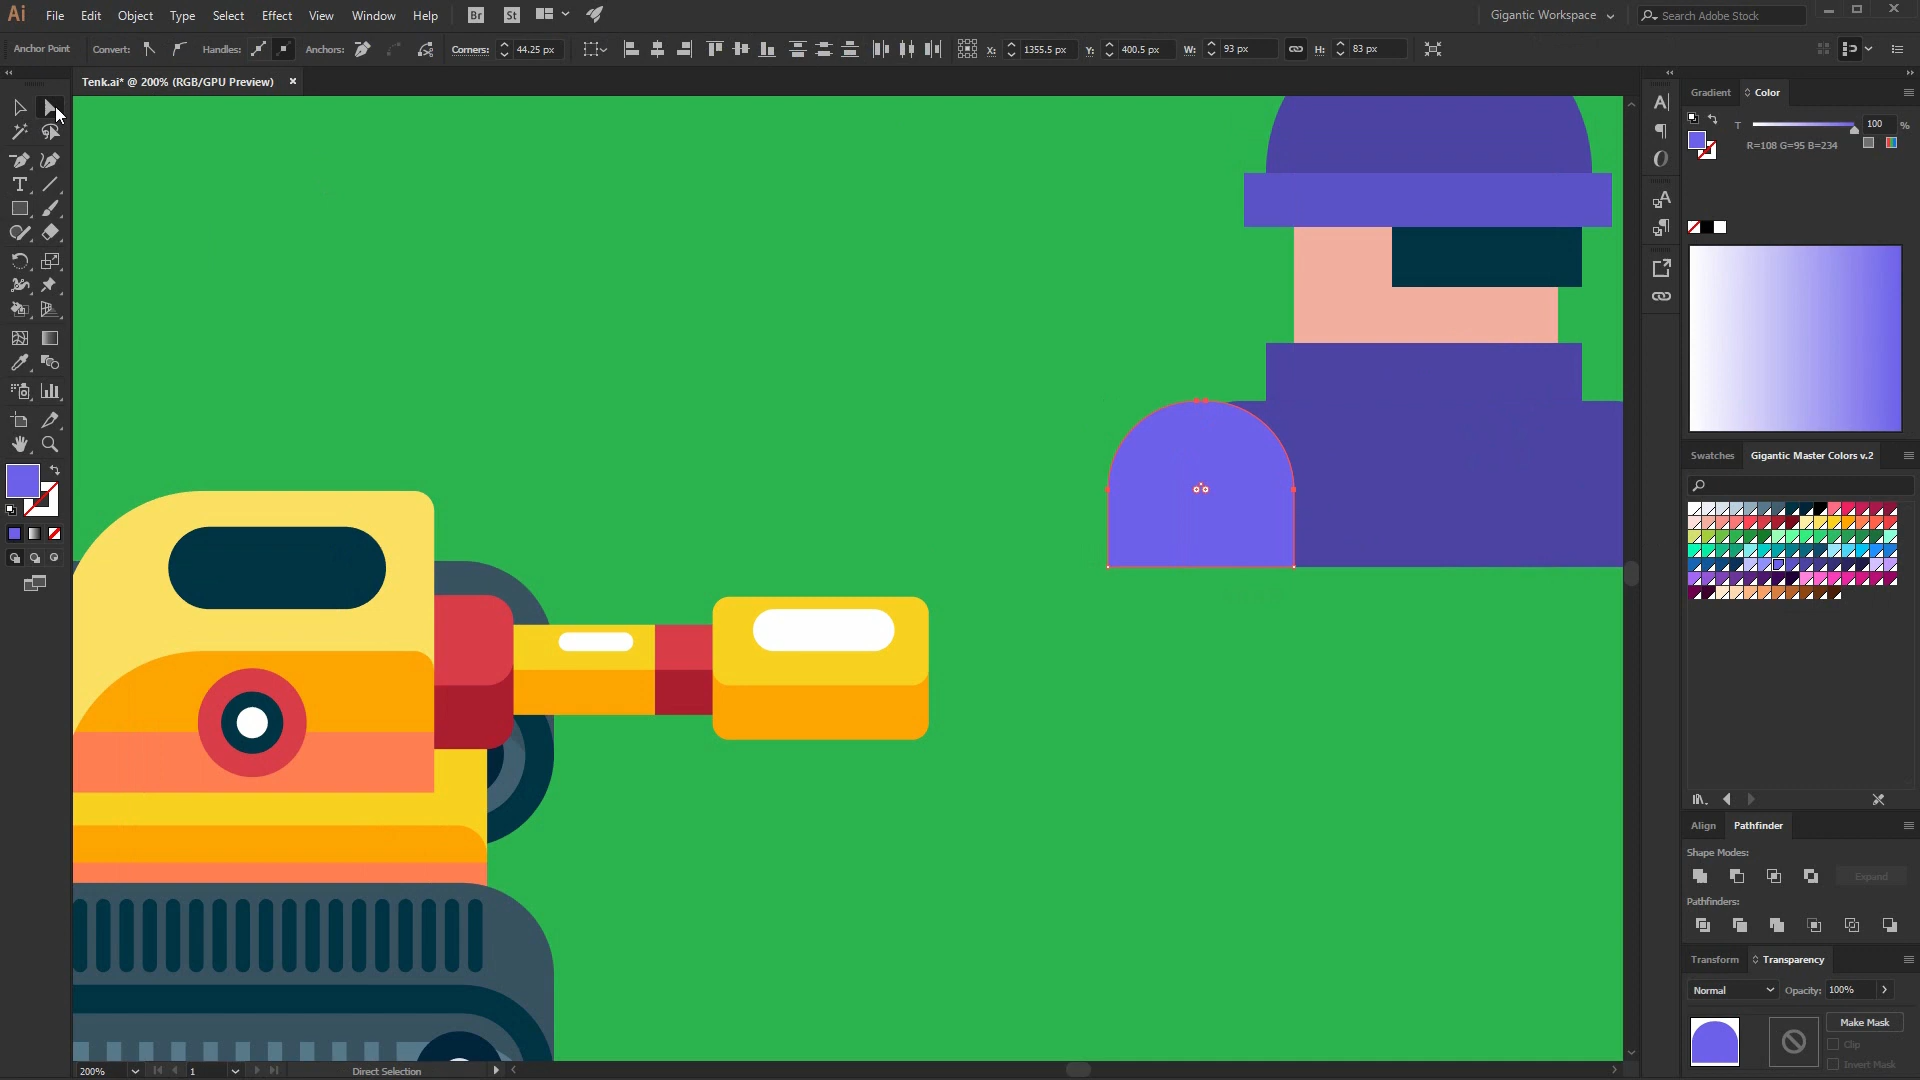 Ai File Edit Object Type Select Effect View Window Help Br St Gigantic Workspace Search Adobe Stock
Anchor Point Convert: Handles: Anchors: Corners: 44.25 px X: 1355.5 px Y: 400.5 px W: 93 px H: 83 px
Tenk.ai* @ 200% (RGB/GPU Preview)
Gradient Color
T 100 %
R=108 G=95 B=234
Swatches Gigantic Master Colors v.2
Align Pathfinder
Shape Modes:
Expand
Pathfinders:
Transform Transparency
Normal Opacity: 100%
Make Mask
Clip
Invert Mask
200% 1 Direct Selection